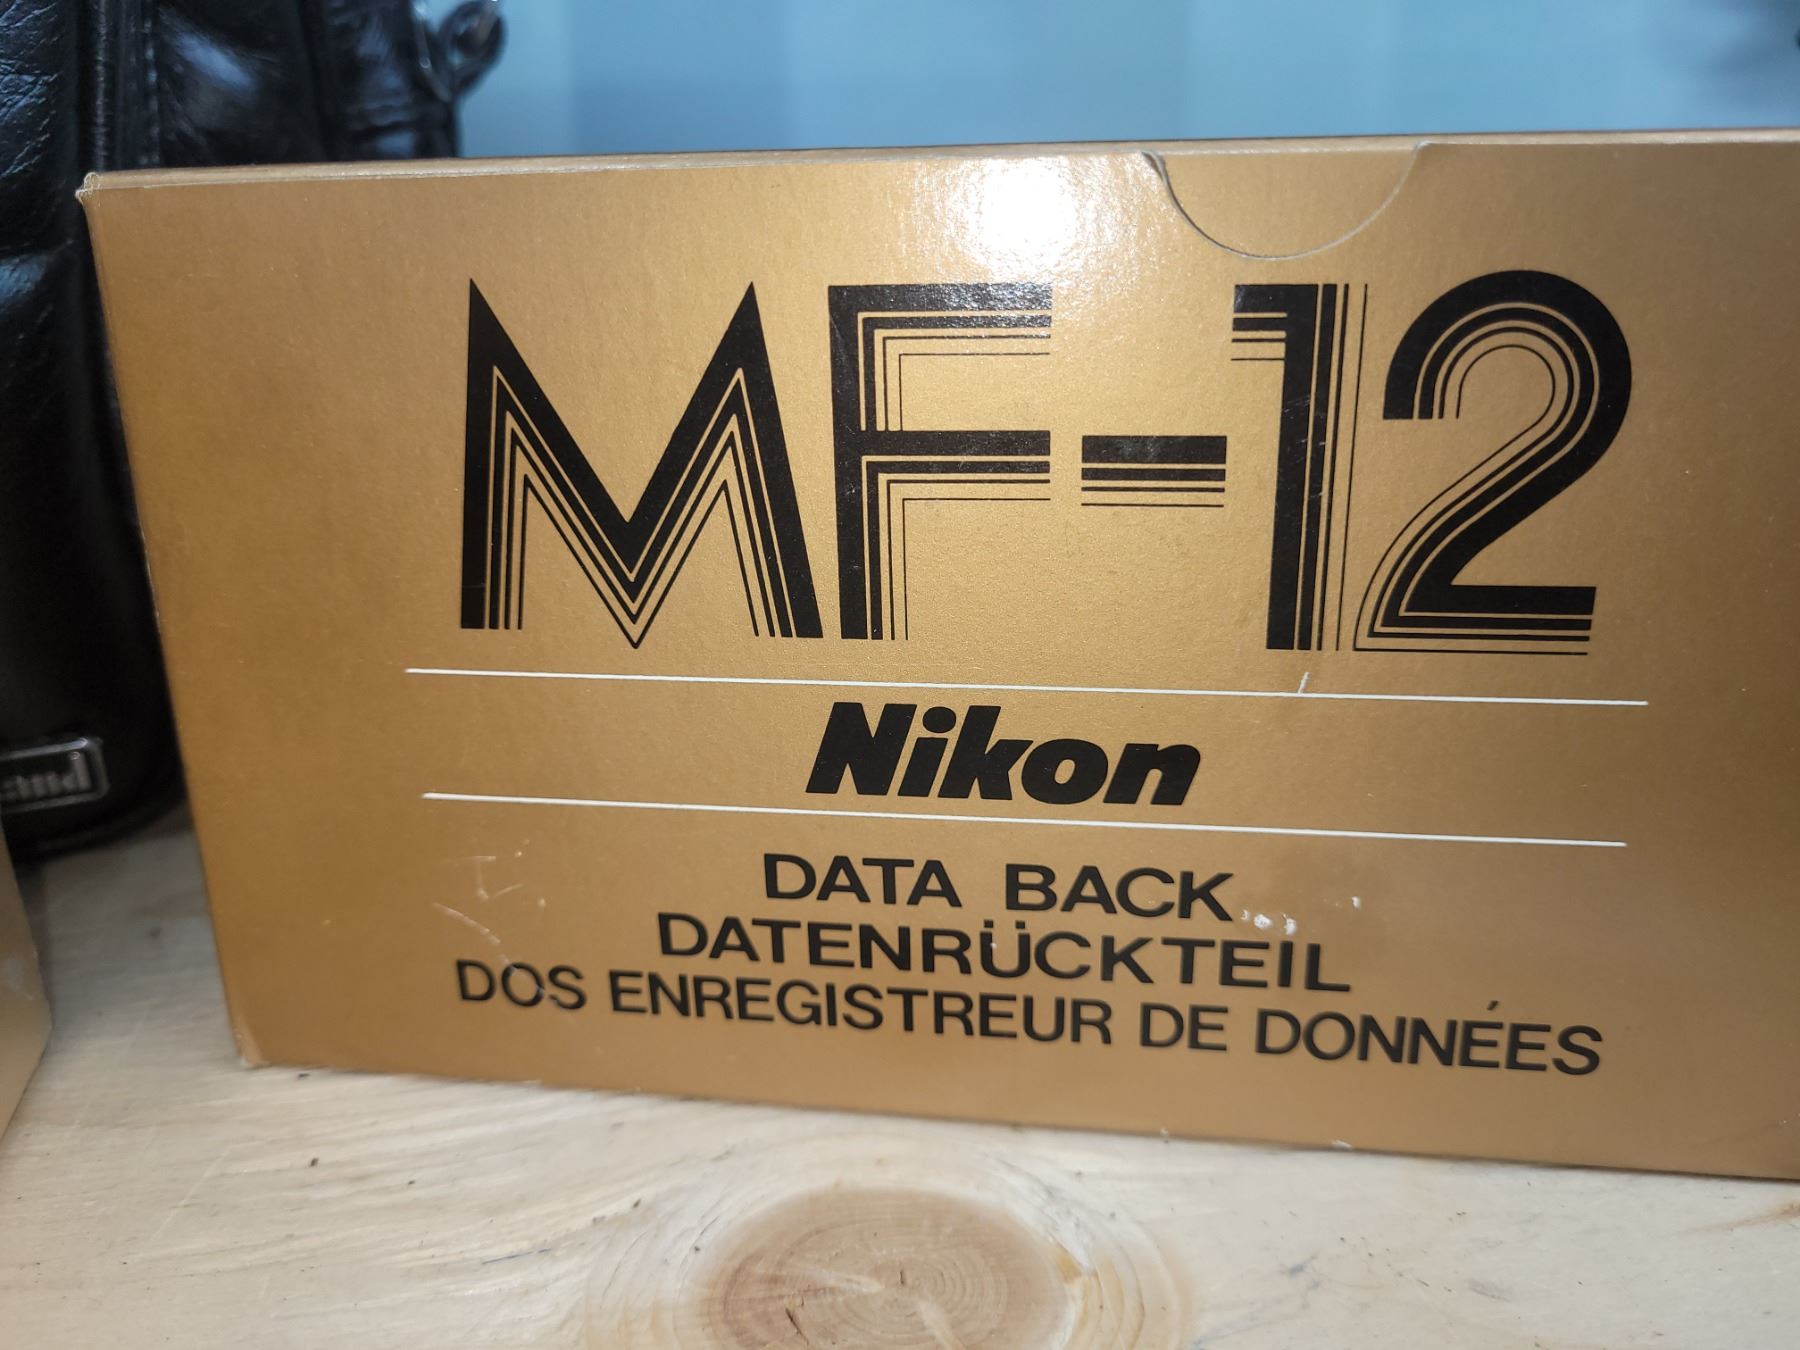 MF-12
Nikon
DATA BACK
DATENRÜCKTEIL
DOS ENREGISTREUR DE DONNÉES